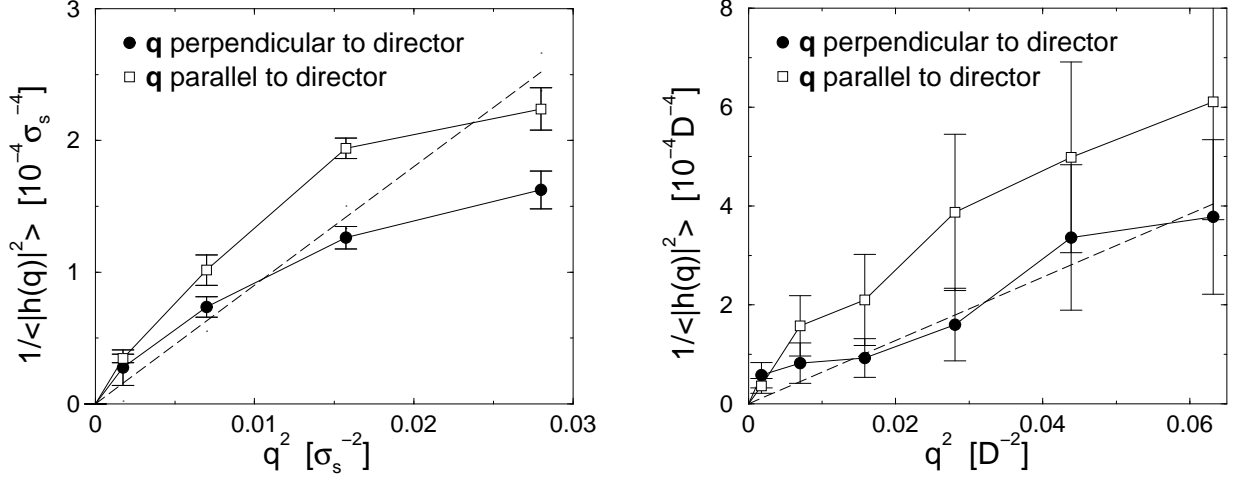 3
2
1
0
1/<|h(q)|²> [10⁻⁴σₛ⁻⁴]
q perpendicular to director
q parallel to director
0 0.01 0.02 0.03
q² [σₛ⁻²]
8
6
4
2
0
1/<|h(q)|²> [10⁻⁴D⁻⁴]
q perpendicular to director
q parallel to director
0 0.02 0.04 0.06
q² [D⁻²]